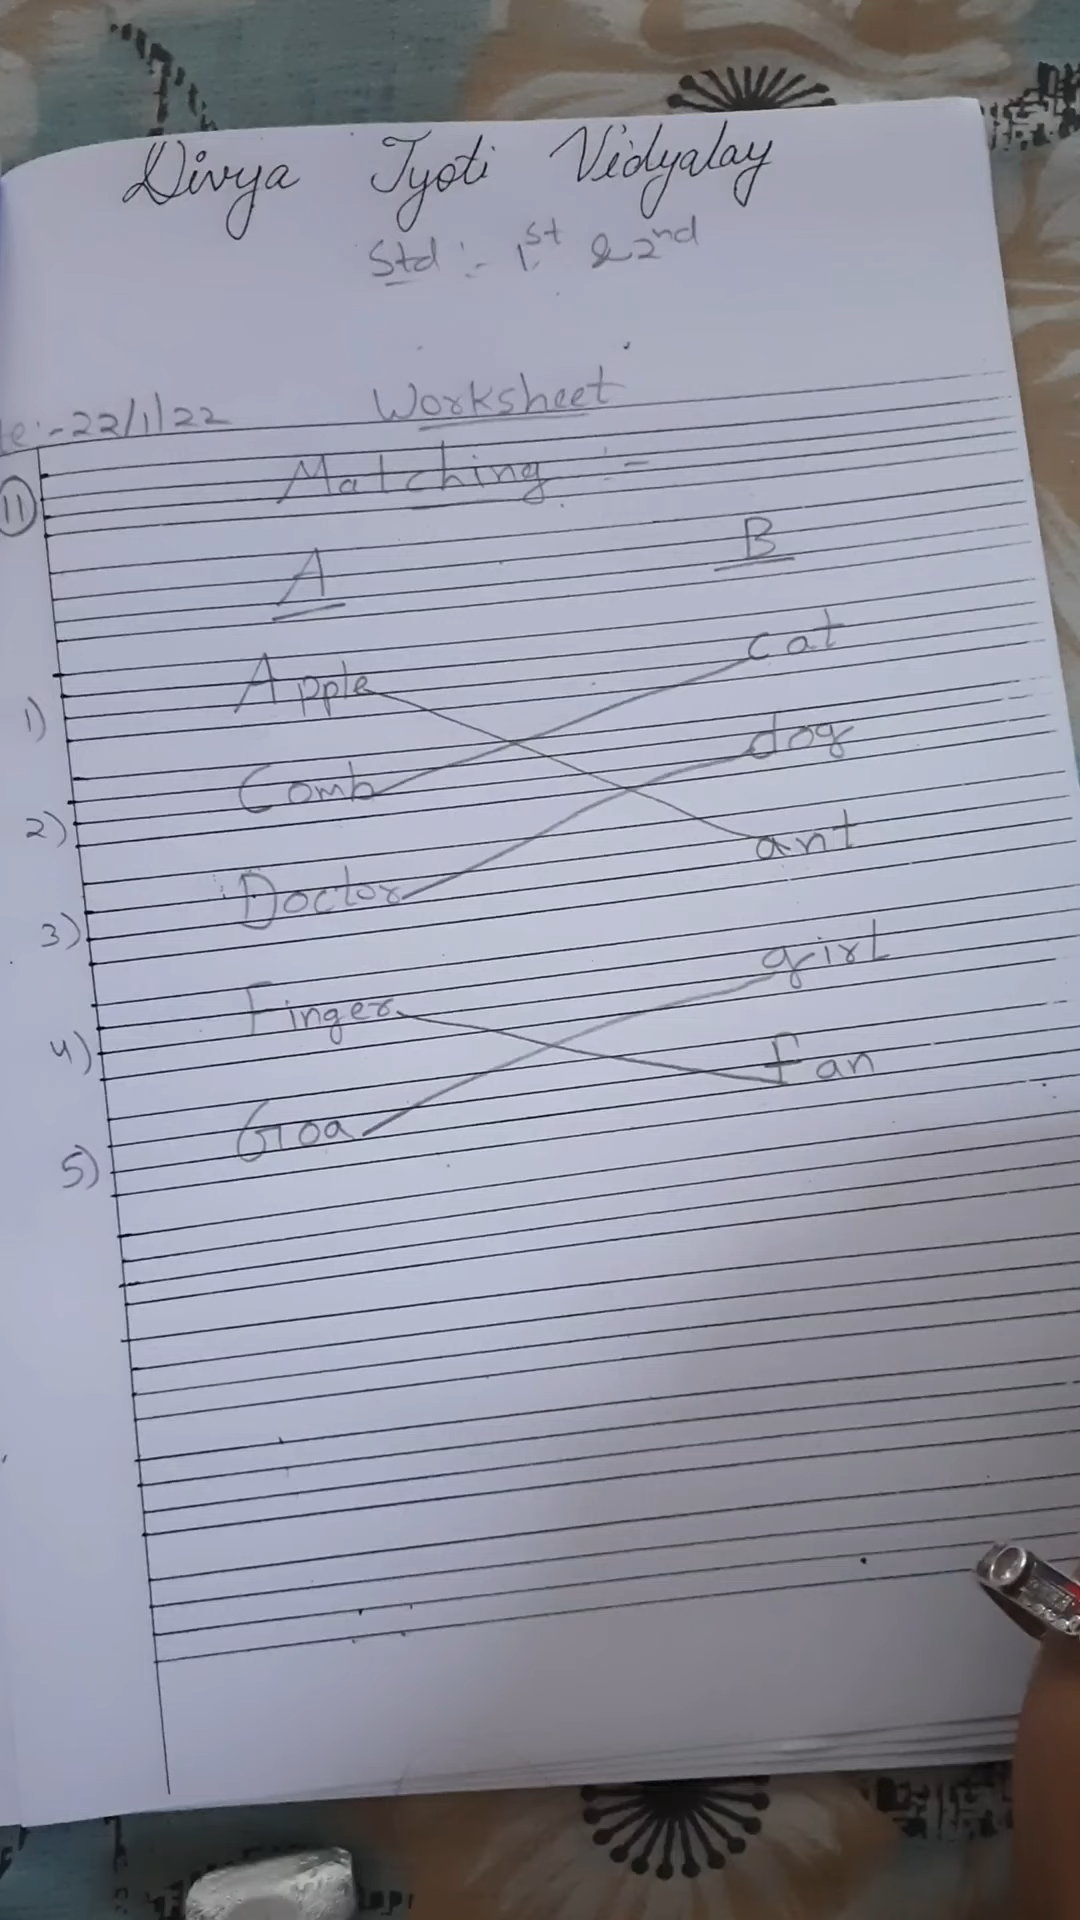 Divya Jyoti Vidyalay
Std :- 1st & 2nd
te :- 22/1/22 Worksheet
11 Matching :-
A B
1) Apple cat
2) Comb dog
3) Doctor ant
4) Finger girl
5) Goa fan